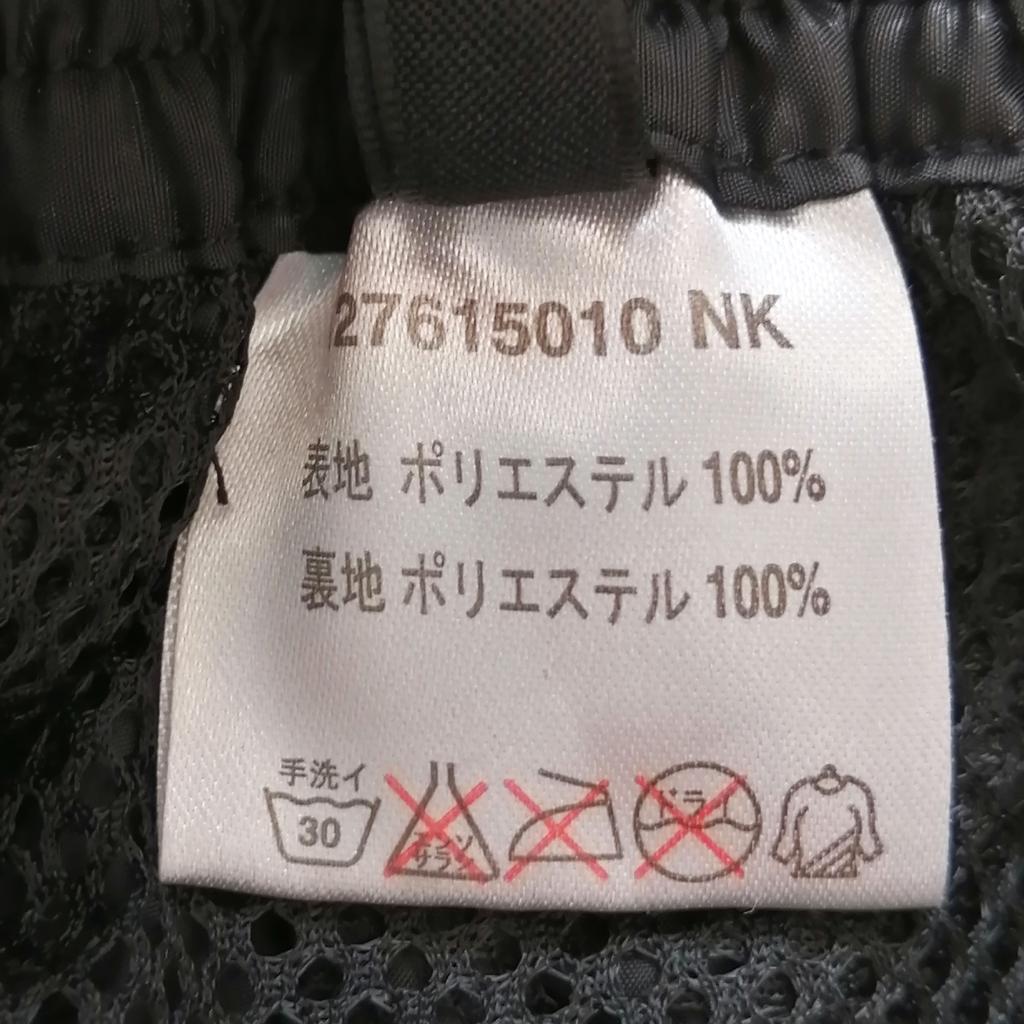 27615010 NK
表地 ポリエステル 100%
裏地 ポリエステル 100%
手洗イ
30
エンソ
サラシ
ドライ